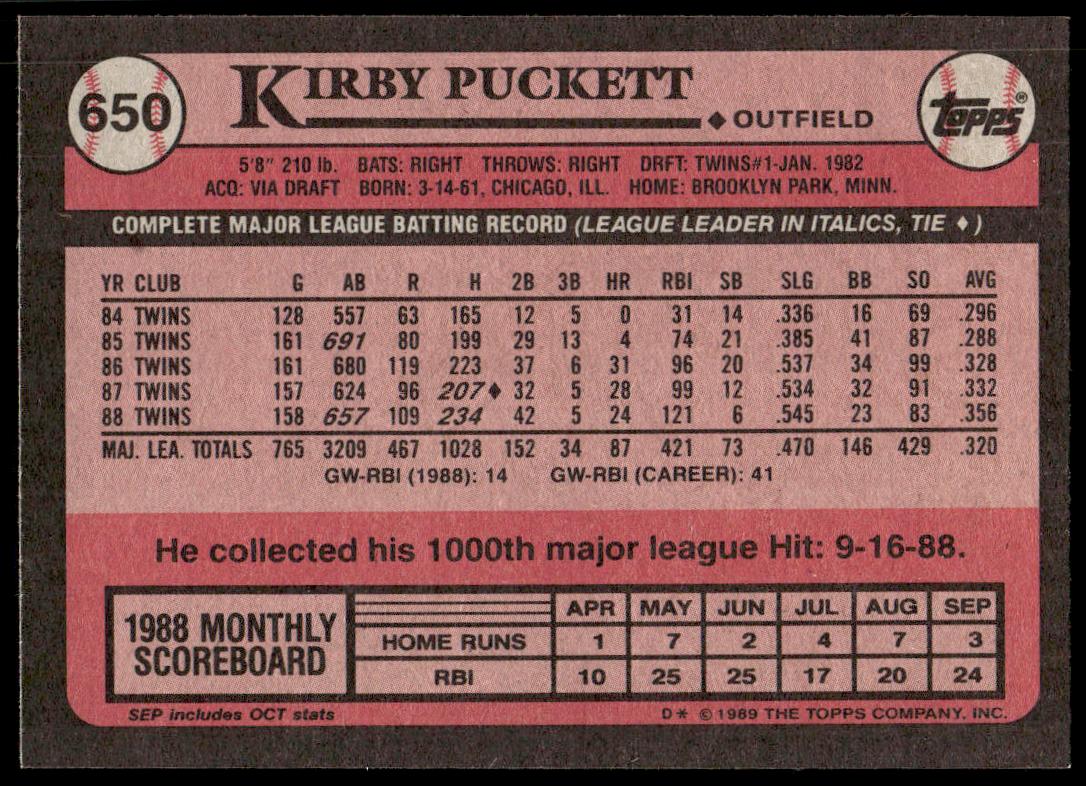 650
KIRBY PUCKETT
♦ OUTFIELD
topps®
5'8" 210 lb. BATS: RIGHT THROWS: RIGHT DRFT: TWINS#1-JAN. 1982
ACQ: VIA DRAFT BORN: 3-14-61, CHICAGO, ILL. HOME: BROOKLYN PARK, MINN.
COMPLETE MAJOR LEAGUE BATTING RECORD (LEAGUE LEADER IN ITALICS, TIE ♦)
YR CLUB G AB R H 2B 3B HR RBI SB SLG BB SO AVG
84 TWINS 128 557 63 165 12 5 0 31 14 .336 16 69 .296
85 TWINS 161 691 80 199 29 13 4 74 21 .385 41 87 .288
86 TWINS 161 680 119 223 37 6 31 96 20 .537 34 99 .328
87 TWINS 157 624 96 207♦ 32 5 28 99 12 .534 32 91 .332
88 TWINS 158 657 109 234 42 5 24 121 6 .545 23 83 .356
MAJ. LEA. TOTALS 765 3209 467 1028 152 34 87 421 73 .470 146 429 .320
GW-RBI (1988): 14 GW-RBI (CAREER): 41
He collected his 1000th major league Hit: 9-16-88.
1988 MONTHLY
SCOREBOARD
APR MAY JUN JUL AUG SEP
HOME RUNS 1 7 2 4 7 3
RBI 10 25 25 17 20 24
SEP includes OCT stats
D* ©1989 THE TOPPS COMPANY, INC.